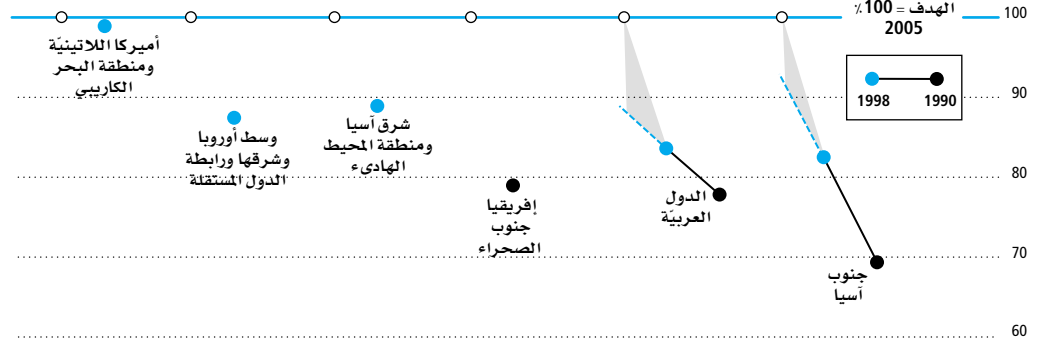 الهدف = 100٪
2005
100
1990
1998
90
80
70
60
جنوب
آسيا
الدول
العربيّة
إفريقيا
جنوب
الصحراء
شرق آسيا
ومنطقة المحيط
الهادىء
وسط أوروبا
وشرقها ورابطة
الدول المستقلة
أميركا اللاتينيّة
ومنطقة البحر
الكاريبي